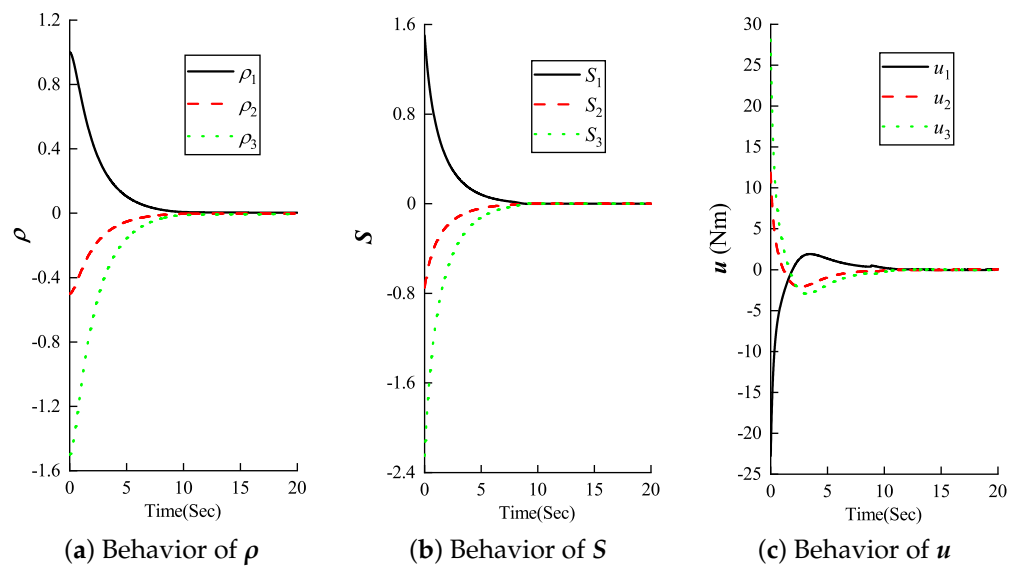 1.2
0.8
0.4
0
-0.4
-0.8
-1.2
-1.6
ρ
ρ1
ρ2
ρ3
0 5 10 15 20
Time(Sec)
(a) Behavior of ρ
1.6
0.8
0
-0.8
-1.6
-2.4
S
S1
S2
S3
0 5 10 15 20
Time(Sec)
(b) Behavior of S
30
25
20
15
10
5
0
-5
-10
-15
-20
-25
u (Nm)
u1
u2
u3
0 5 10 15 20
Time(Sec)
(c) Behavior of u